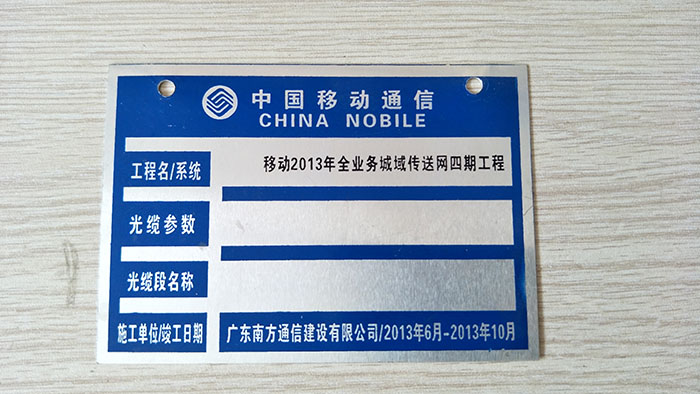 中国移动通信
CHINA NOBILE
工程名/系统 移动2013年全业务城域传送网四期工程
光缆参数
光缆段名称
施工单位/竣工日期 广东南方通信建设有限公司/2013年6月-2013年10月